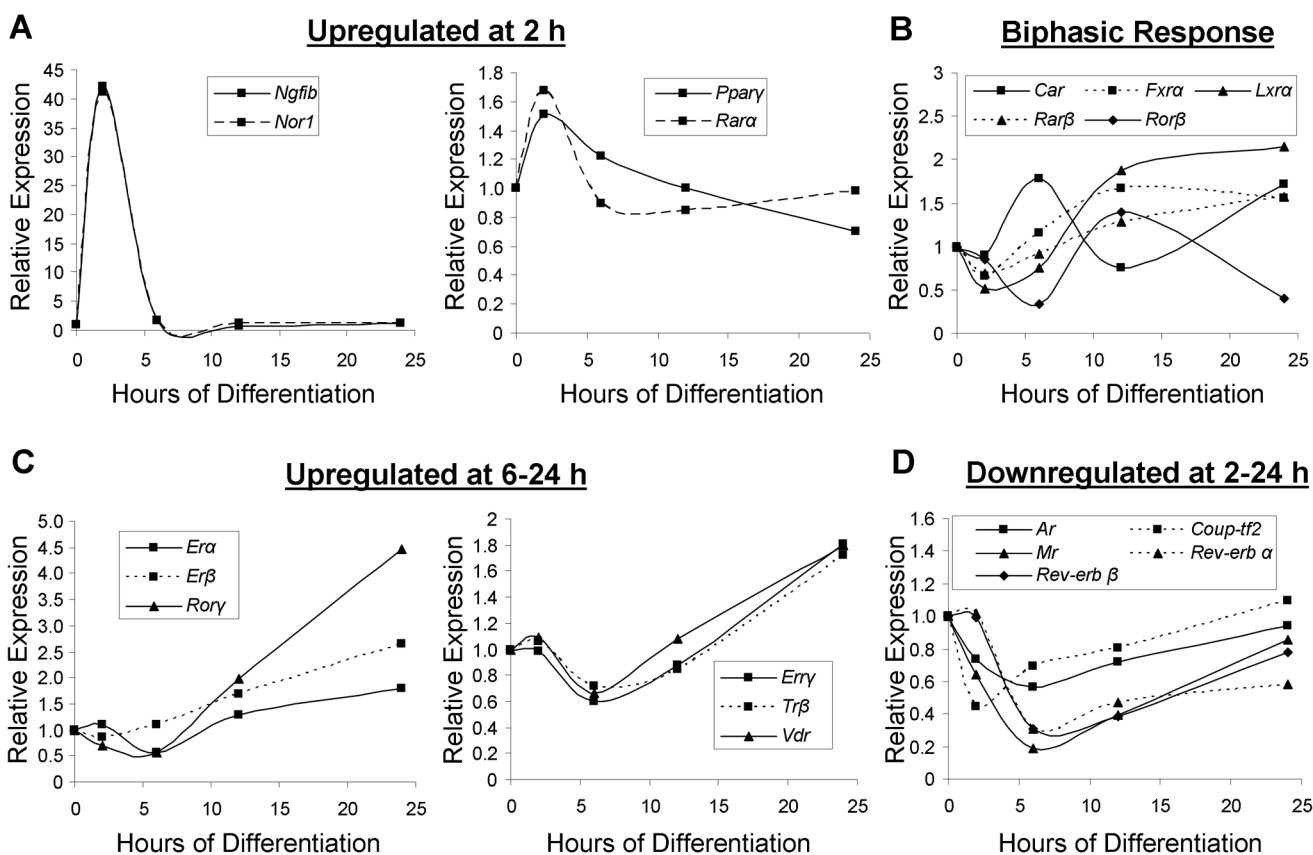 A
Upregulated at 2 h
Relative Expression
45
40
35
30
25
20
15
10
5
0
0 5 10 15 20 25
Hours of Differentiation
Ngfib
Nor1
Relative Expression
1.8
1.6
1.4
1.2
1.0
0.8
0.6
0.4
0.2
0.0
0 5 10 15 20 25
Hours of Differentiation
Pparγ
Rarα
B
Biphasic Response
Relative Expression
3
2.5
2
1.5
1
0.5
0
0 5 10 15 20 25
Hours of Differentiation
Car Fxrα Lxrα
Rarβ Rorβ
C
Upregulated at 6-24 h
Relative Expression
5.0
4.5
4.0
3.5
3.0
2.5
2.0
1.5
1.0
0.5
0.0
0 5 10 15 20 25
Hours of Differentiation
Erα
Erβ
Rorγ
Relative Expression
2
1.8
1.6
1.4
1.2
1.0
0.8
0.6
0.4
0.2
0
0 5 10 15 20 25
Hours of Differentiation
Errγ
Trβ
Vdr
D
Downregulated at 2-24 h
Relative Expression
1.6
1.4
1.2
1.0
0.8
0.6
0.4
0.2
0
0 5 10 15 20 25
Hours of Differentiation
Ar Coup-tf2
Mr Rev-erb α
Rev-erb β